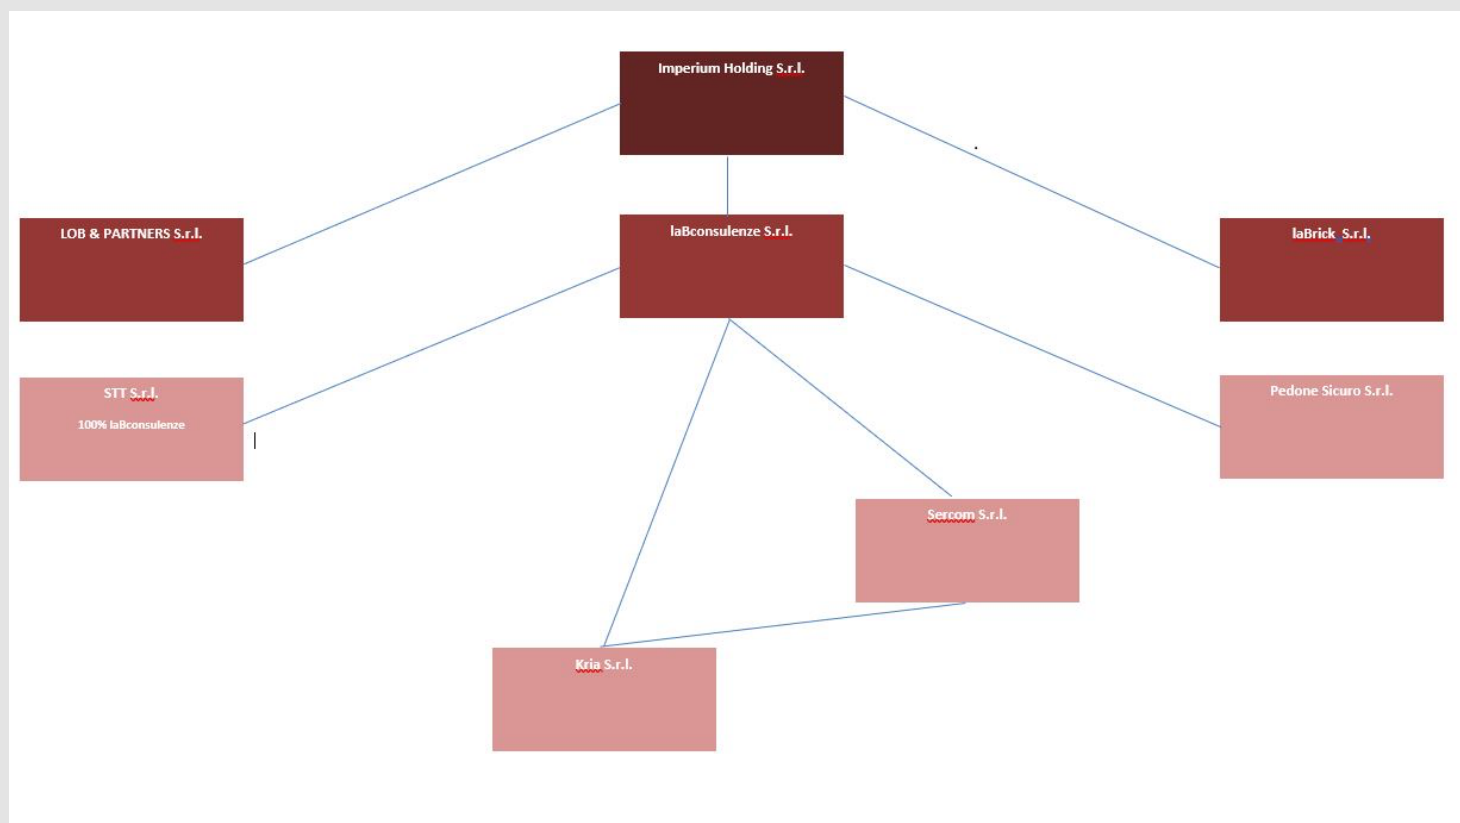 Imperium Holding S.r.l.
LOB & PARTNERS S.r.l.
laBconsulenze S.r.l.
laBrick S.r.l.
STT S.r.l.
100% laBconsulenze
Pedone Sicuro S.r.l.
Sercom S.r.l.
Kria S.r.l.